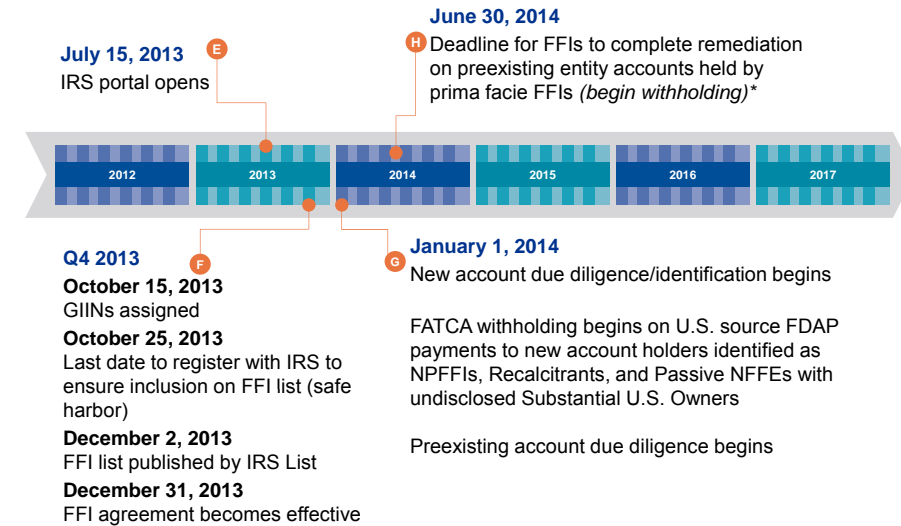 June 30, 2014
H
Deadline for FFIs to complete remediation
on preexisting entity accounts held by
prima facie FFIs (begin withholding)*
July 15, 2013
E
IRS portal opens
2012
2013
2014
2015
2016
2017
Q4 2013
F
October 15, 2013
GIINs assigned
October 25, 2013
Last date to register with IRS to
ensure inclusion on FFI list (safe
harbor)
December 2, 2013
FFI list published by IRS List
December 31, 2013
FFI agreement becomes effective
January 1, 2014
G
New account due diligence/identification begins
FATCA withholding begins on U.S. source FDAP
payments to new account holders identified as
NPFFIs, Recalcitrants, and Passive NFFEs with
undisclosed Substantial U.S. Owners
Preexisting account due diligence begins